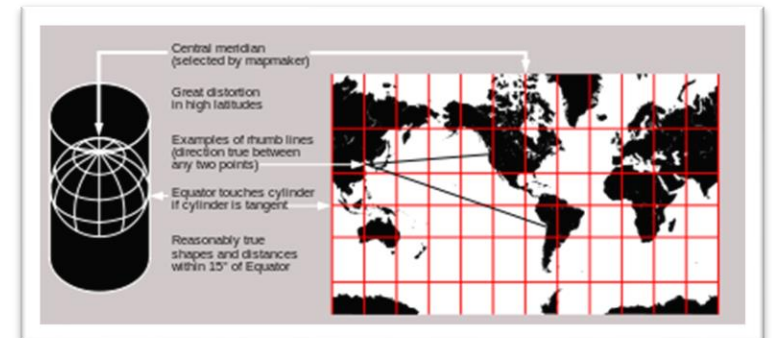 Central meridian
(selected by mapmaker)
Great distortion
in high latitudes
Examples of rhumb lines
(direction true between
any two points)
Equator touches cylinder
if cylinder is tangent
Reasonably true
shapes and distances
within 15° of Equator